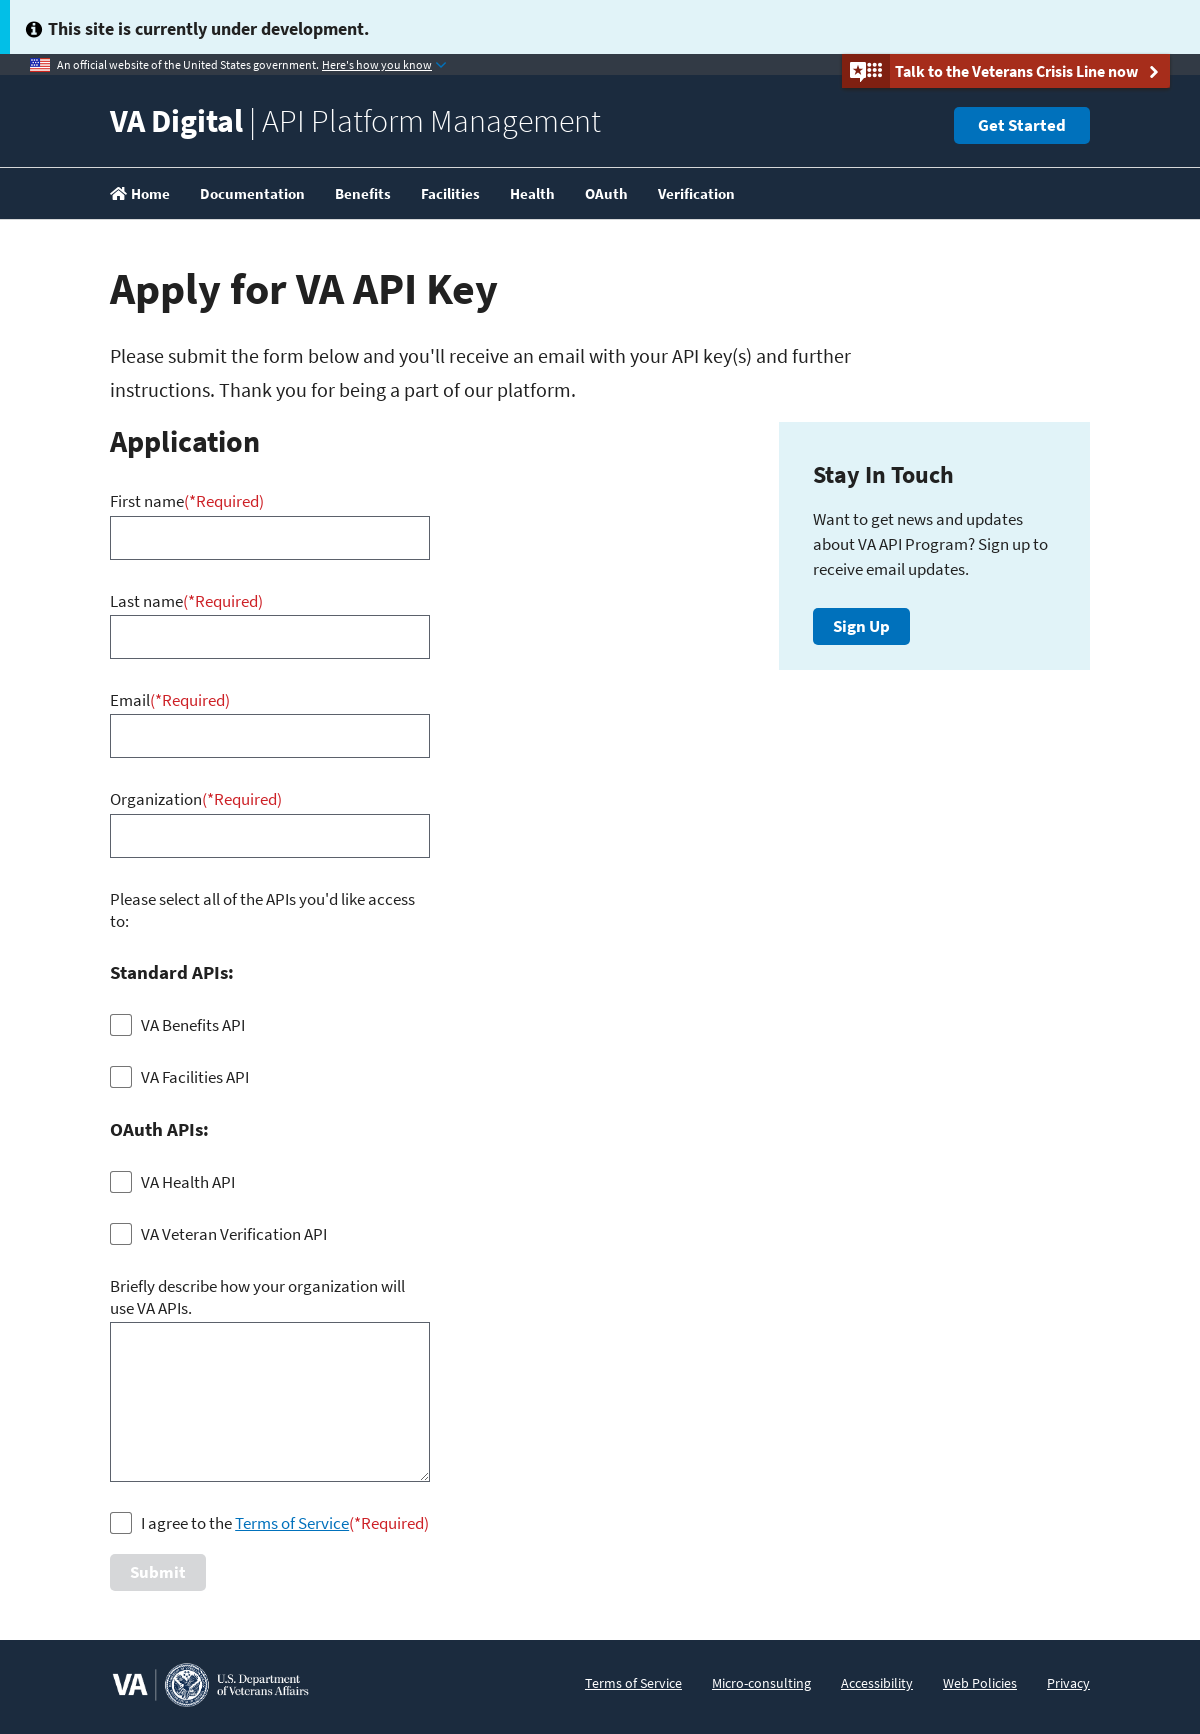 This site is currently under development.
An official website of the United States government. Here's how you know
Talk to the Veterans Crisis Line now
VA Digital | API Platform Management
Get Started
Home Documentation Benefits Facilities Health OAuth Verification
Apply for VA API Key
Please submit the form below and you'll receive an email with your API key(s) and further
instructions. Thank you for being a part of our platform.
Application
First name(*Required)
Last name(*Required)
Email(*Required)
Organization(*Required)
Please select all of the APIs you'd like access
to:
Standard APIs:
VA Benefits API
VA Facilities API
OAuth APIs:
VA Health API
VA Veteran Verification API
Briefly describe how your organization will
use VA APIs.
I agree to the Terms of Service(*Required)
Submit
Stay In Touch
Want to get news and updates
about VA API Program? Sign up to
receive email updates.
Sign Up
VA
U.S. Department
of Veterans Affairs
Terms of Service Micro-consulting Accessibility Web Policies Privacy